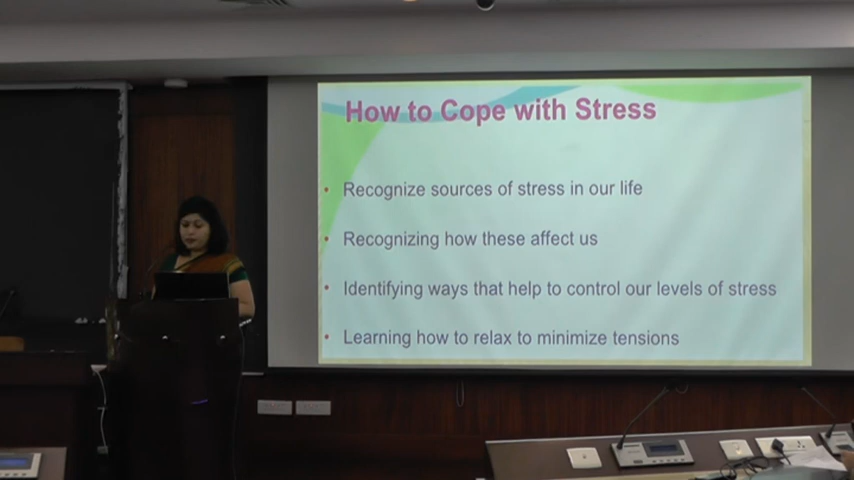 How to Cope with Stress
• Recognize sources of stress in our life
• Recognizing how these affect us
• Identifying ways that help to control our levels of stress
• Learning how to relax to minimize tensions